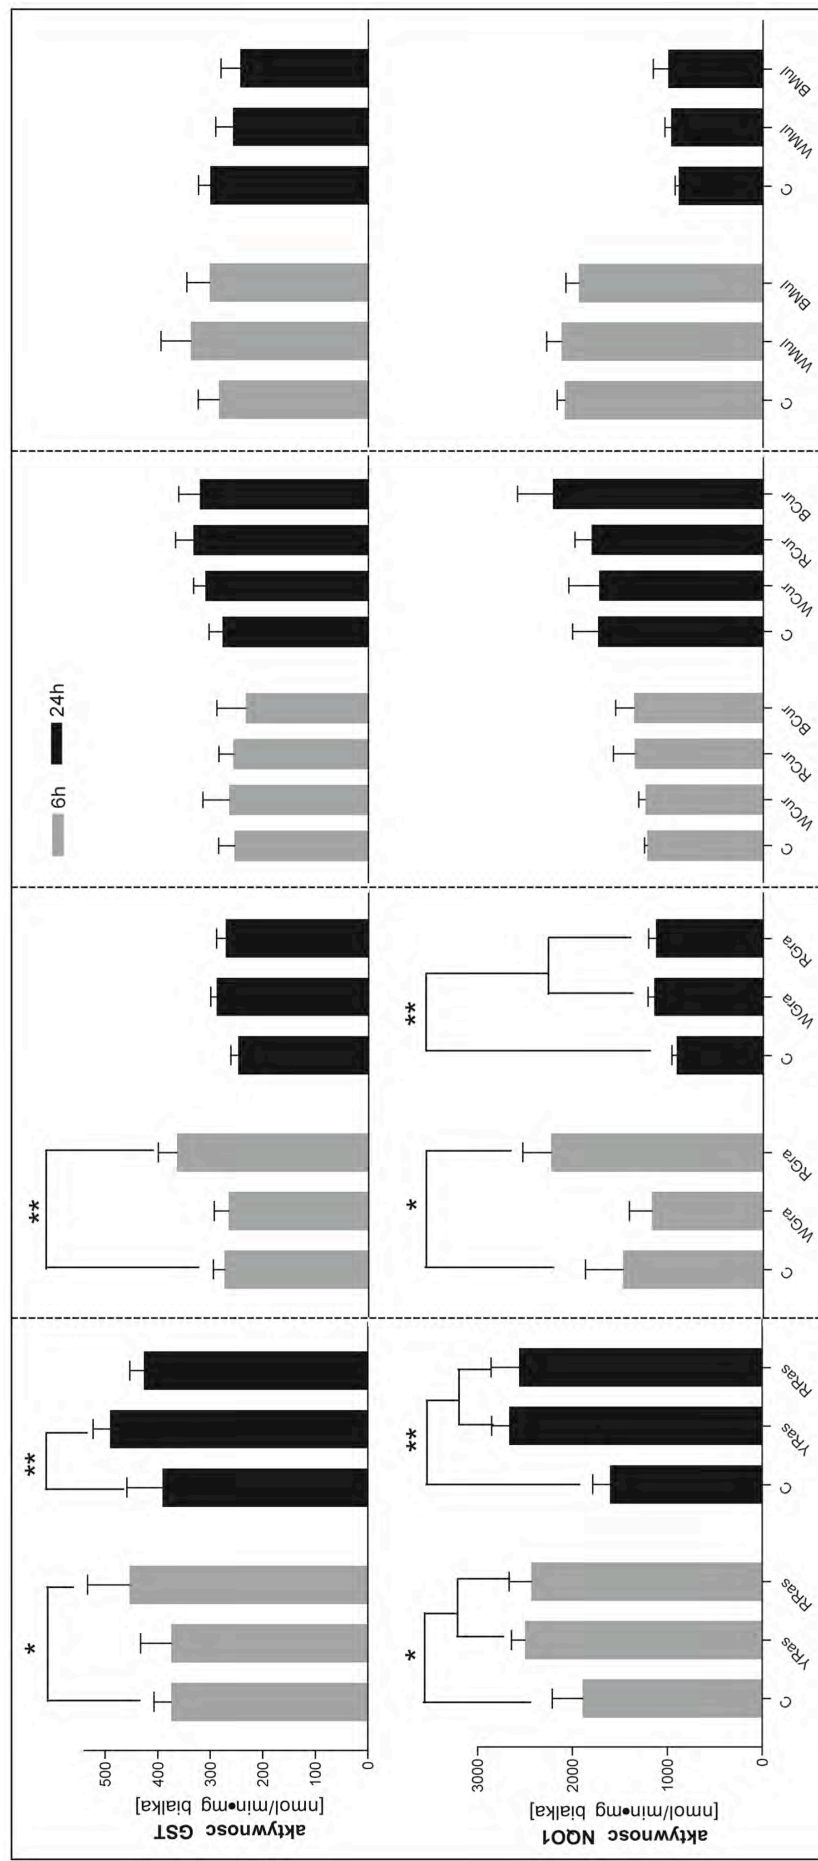 6h 24h
aktywnosc GST
[nmol/min•mg bialka]
500
400
300
200
100
0
* ** **
aktywnosc NQO1
[nmol/min•mg bialka]
3000
2000
1000
0
* ** * **
C YRas RRas C YRas RRas C WGra RGra C WGra RGra C WCur RCur BCur C WCur RCur BCur C WMul BMul C WMul BMul